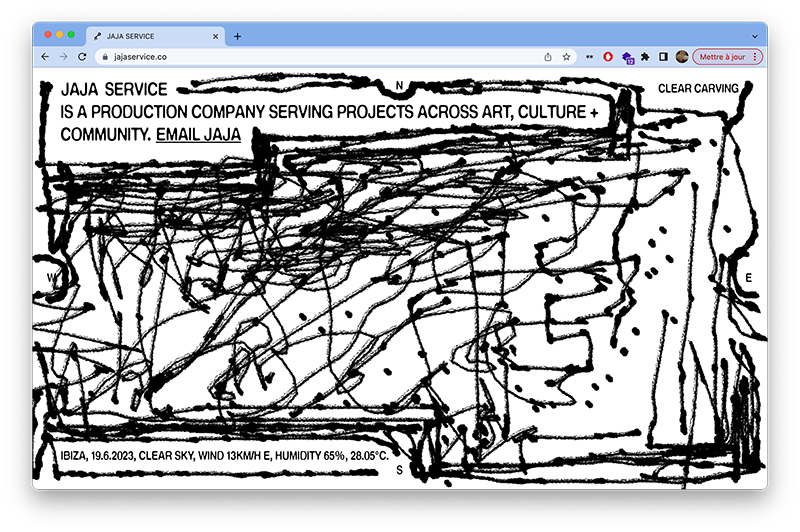 JAJA SERVICE
jajaservice.co
12
Mettre à jour
JAJA SERVICE
IS A PRODUCTION COMPANY SERVING PROJECTS ACROSS ART, CULTURE +
COMMUNITY. EMAIL JAJA
N
CLEAR CARVING
W
E
IBIZA, 19.6.2023, CLEAR SKY, WIND 13KM/H E, HUMIDITY 65%, 28.05°C.
S